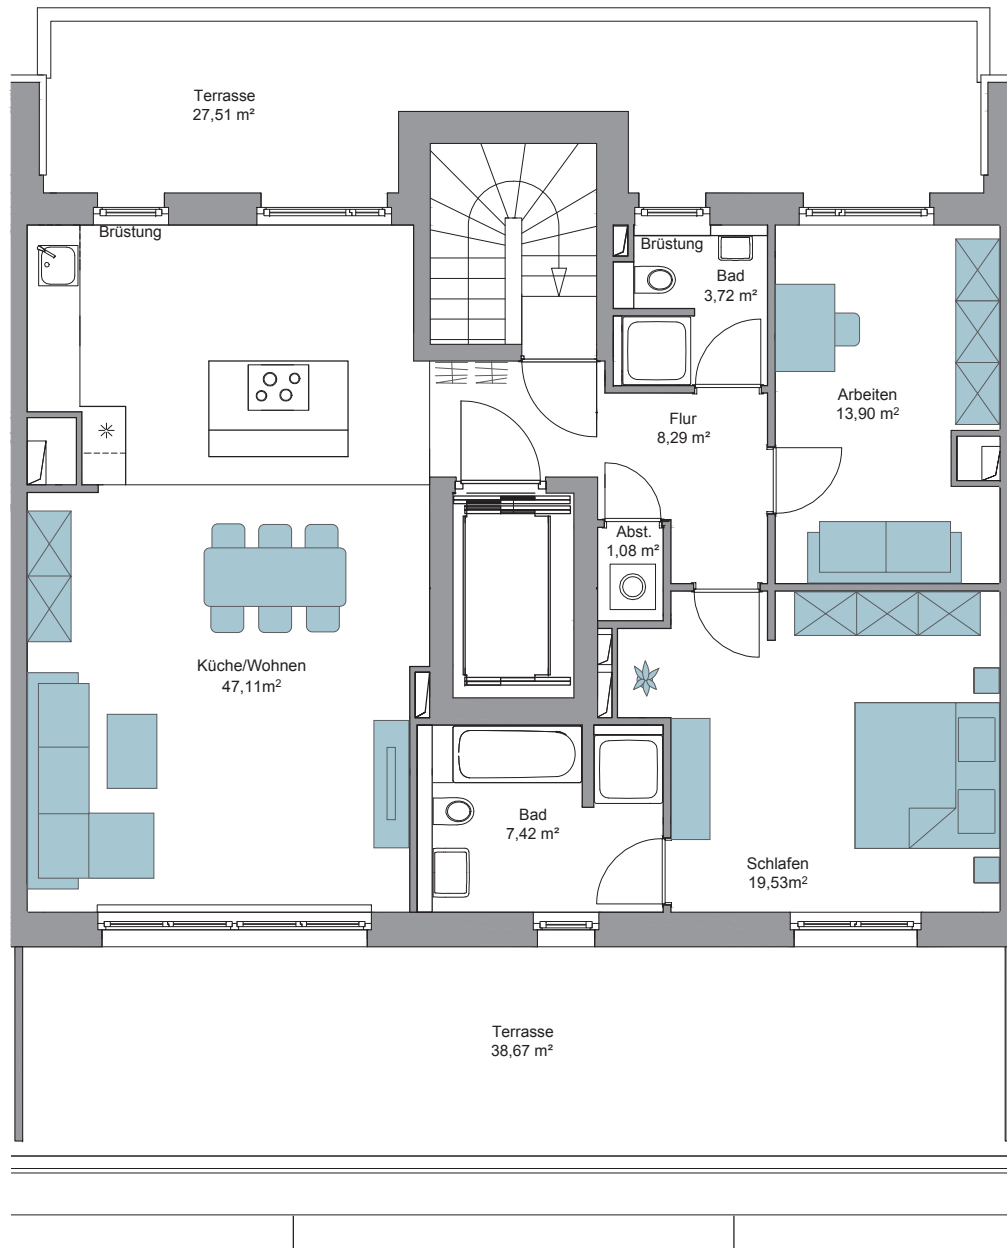 Terrasse
27,51 m²
Brüstung
Brüstung
Bad
3,72 m²
Arbeiten
13,90 m²
Flur
8,29 m²
Abst.
1,08 m²
Küche/Wohnen
47,11m²
Bad
7,42 m²
Schlafen
19,53m²
Terrasse
38,67 m²